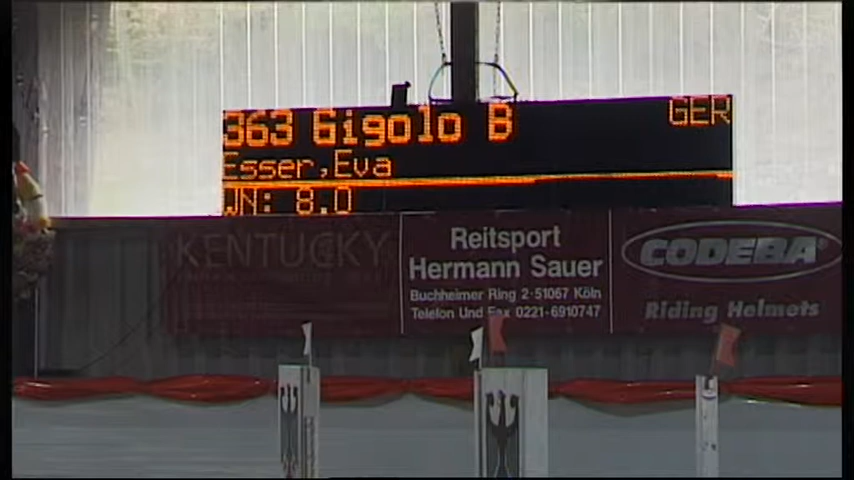 363 Gigolo B GER
Esser,Eva
WN: 8.0
KENTUCKY
Reitsport
Hermann Sauer
Buchheimer Ring 2·51067 Köln
Telefon Und Fax 0221-6910747
CODEBA®
Riding Helmets